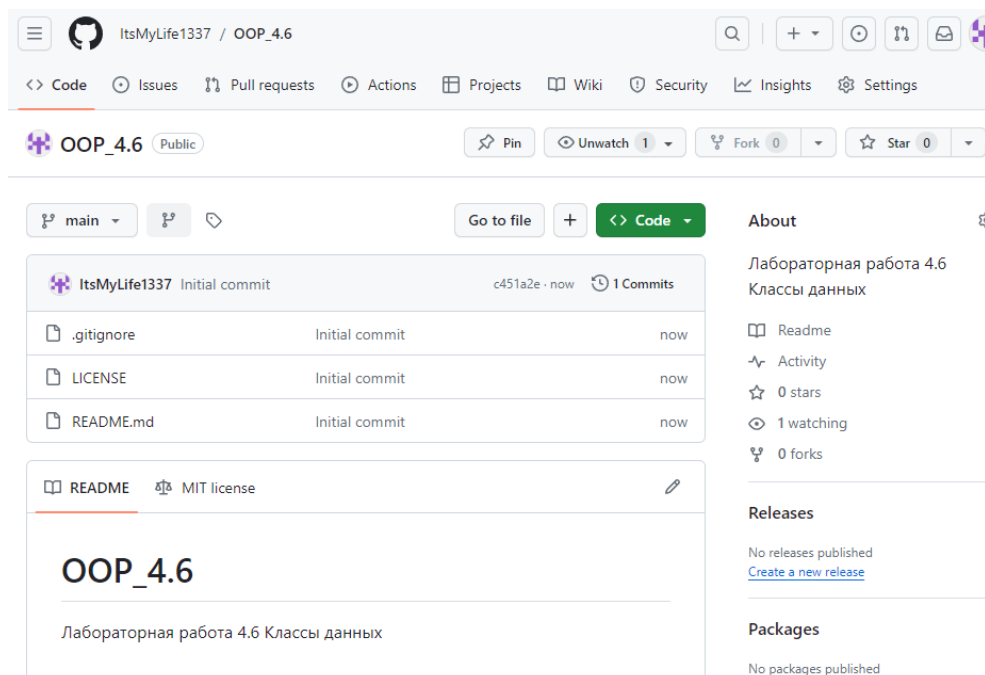 ItsMyLife1337 / OOP_4.6
Code Issues Pull requests Actions Projects Wiki Security Insights Settings
OOP_4.6 Public Pin Unwatch 1 Fork 0 Star 0
main Go to file + Code
ItsMyLife1337 Initial commit c451a2e · now 1 Commits
.gitignore Initial commit now
LICENSE Initial commit now
README.md Initial commit now
README MIT license
OOP_4.6
Лабораторная работа 4.6 Классы данных
About
Лабораторная работа 4.6
Классы данных
Readme
Activity
0 stars
1 watching
0 forks
Releases
No releases published
Create a new release
Packages
No packages published